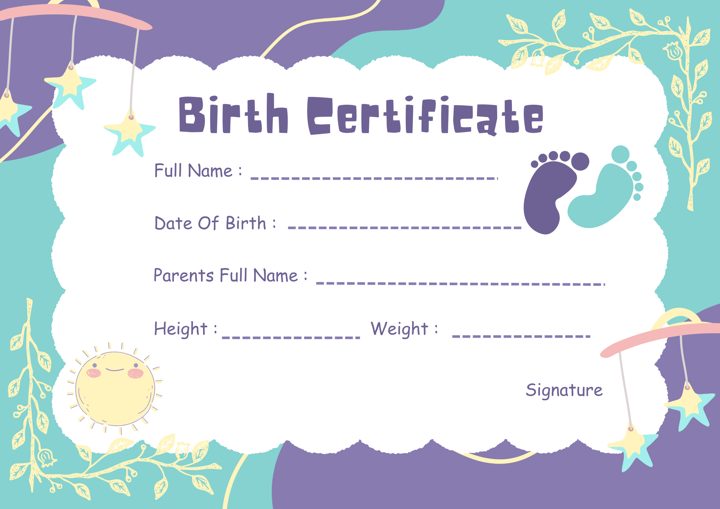 Birth Certificate
Full Name :
Date Of Birth :
Parents Full Name :
Height : Weight :
Signature